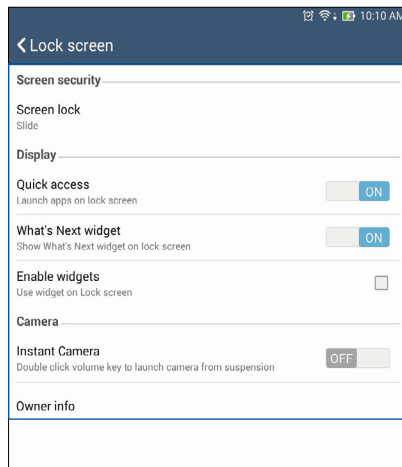 10:10 AM
Lock screen
Screen security
Screen lock
Slide
Display
Quick access
Launch apps on lock screen
ON
What's Next widget
Show What's Next widget on lock screen
ON
Enable widgets
Use widget on Lock screen
Camera
Instant Camera
Double click volume key to launch camera from suspension
OFF
Owner info